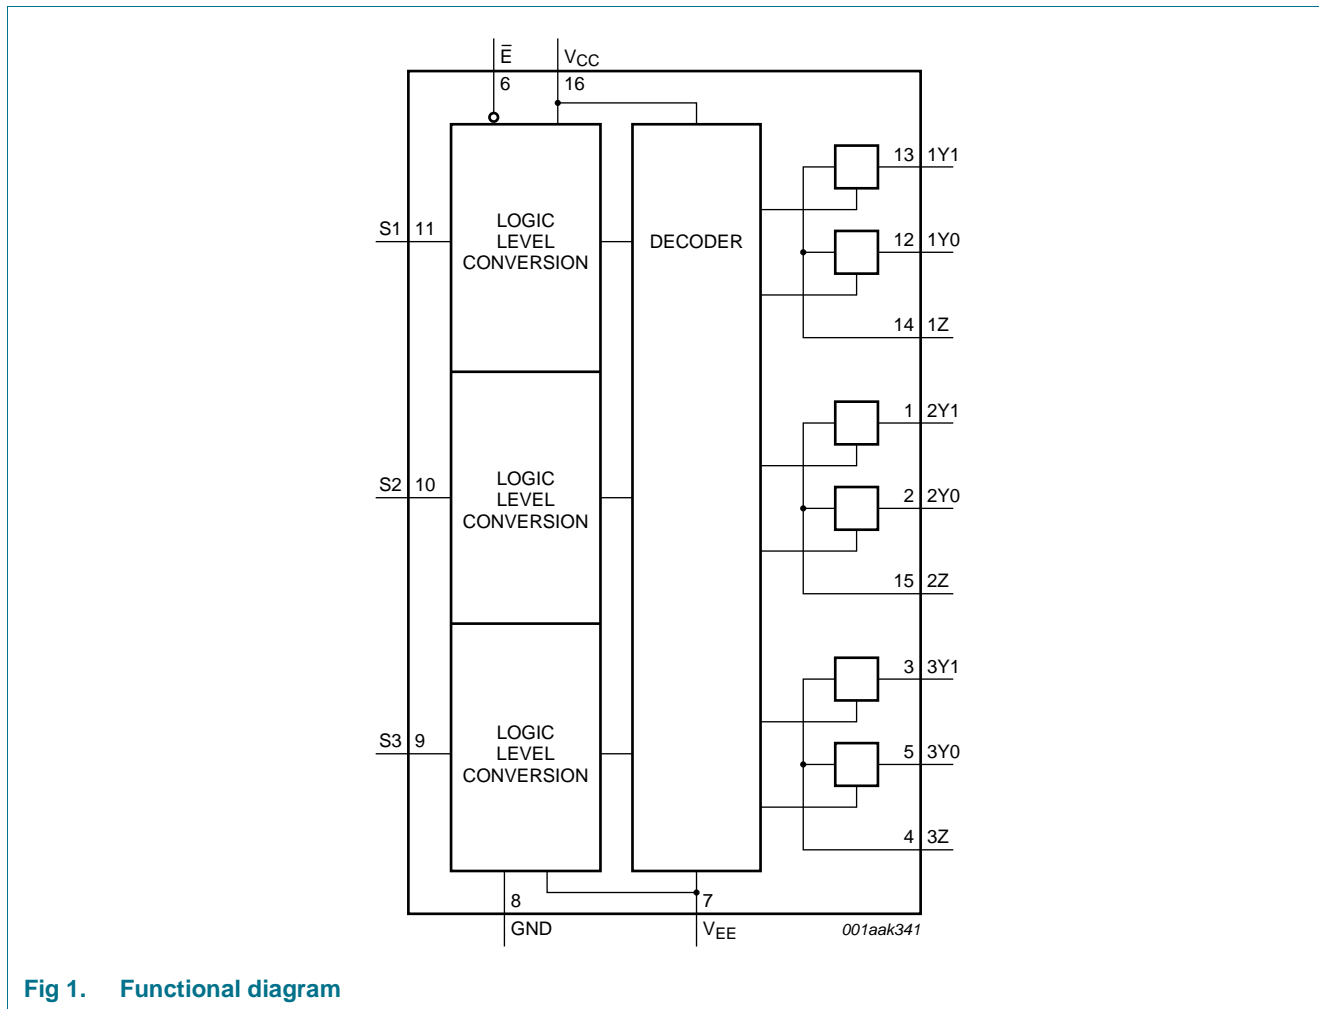 E̅ VCC
6 16
13 1Y1
S1 11
LOGIC
LEVEL
CONVERSION
DECODER
12 1Y0
14 1Z
1 2Y1
S2 10
LOGIC
LEVEL
CONVERSION
2 2Y0
15 2Z
3 3Y1
S3 9
LOGIC
LEVEL
CONVERSION
5 3Y0
4 3Z
8 7
GND VEE 001aak341
Fig 1. Functional diagram